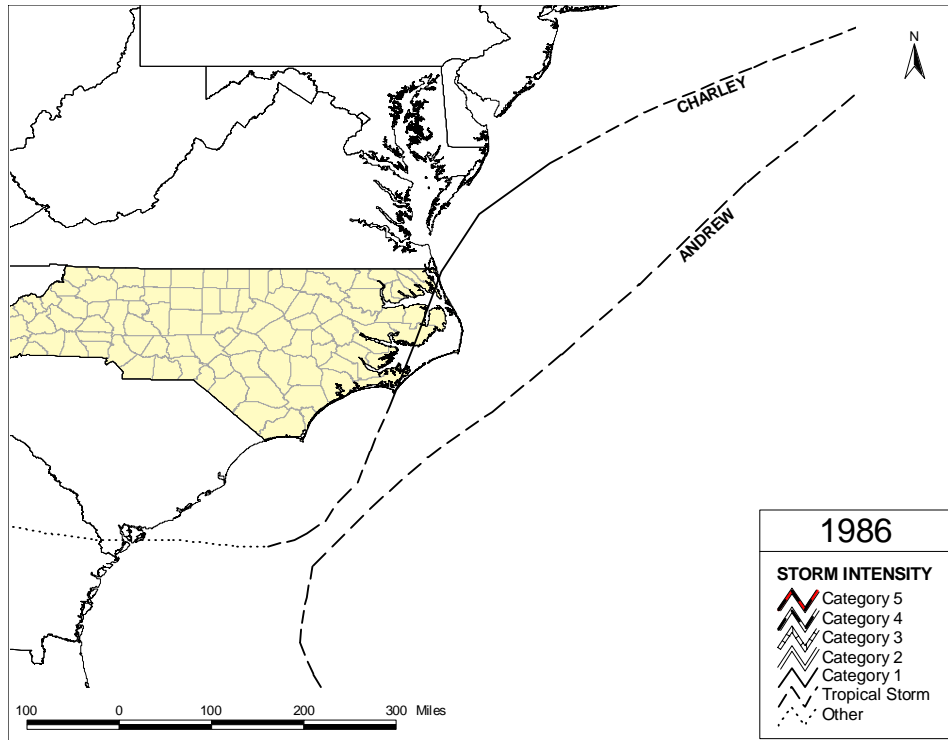 N
CHARLEY
ANDREW
1986
STORM INTENSITY
Category 5
Category 4
Category 3
Category 2
Category 1
Tropical Storm
Other
100 0 100 200 300 Miles